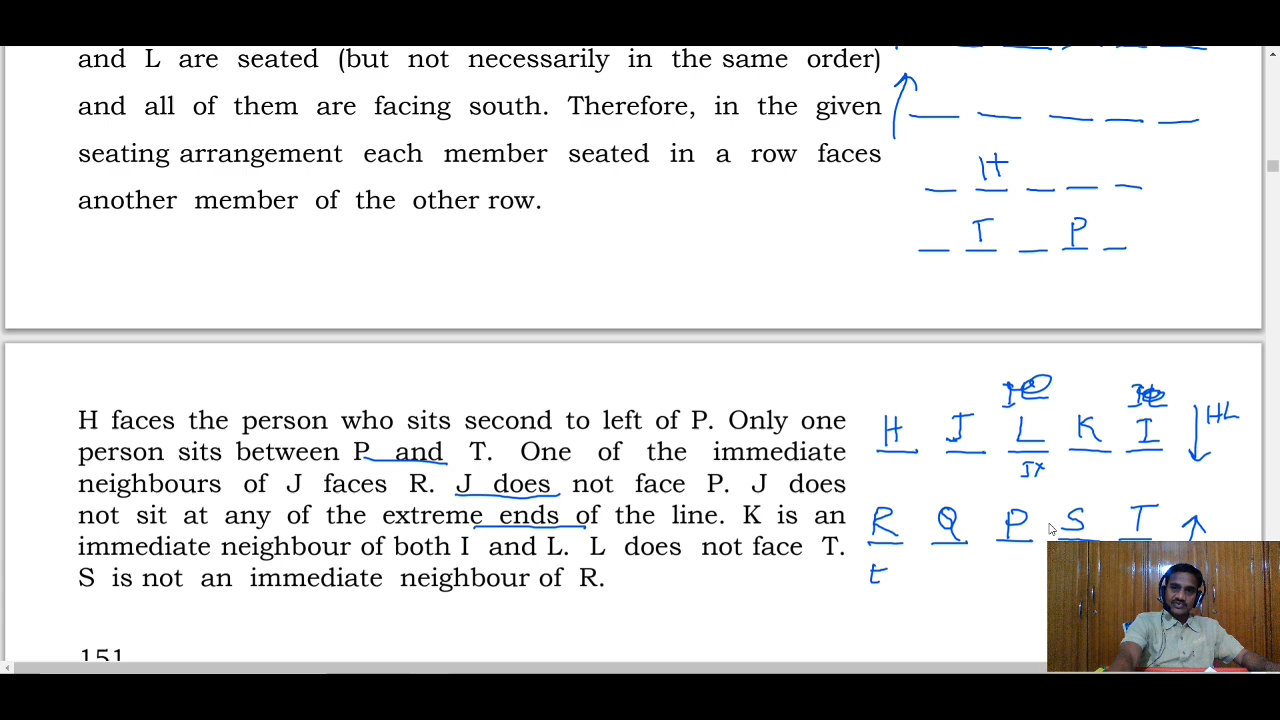 and L are seated (but not necessarily in the same order)
and all of them are facing south. Therefore, in the given
seating arrangement each member seated in a row faces
another member of the other row.
H
T P
H faces the person who sits second to left of P. Only one
person sits between P and T. One of the immediate
neighbours of J faces R. J does not face P. J does
not sit at any of the extreme ends of the line. K is an
immediate neighbour of both I and L. L does not face T.
S is not an immediate neighbour of R.
H J L K I HL
JX
R Q P S T
t
151